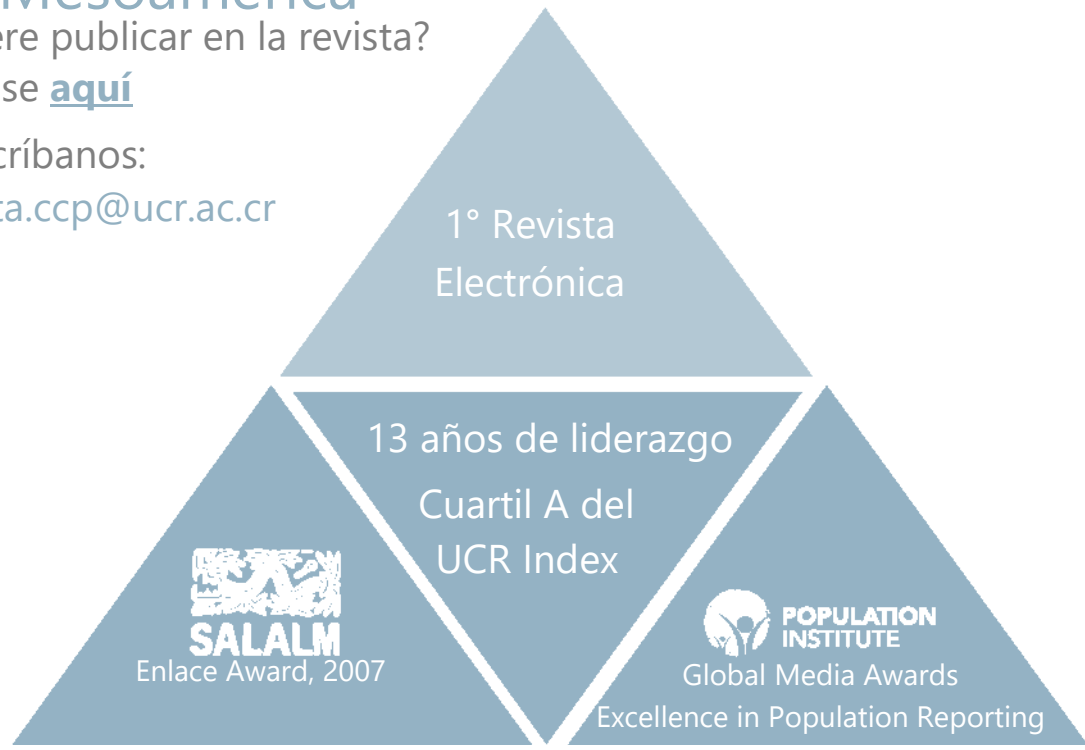 Mesoamérica
ere publicar en la revista?
se aquí
críbanos:
ta.ccp@ucr.ac.cr
1° Revista
Electrónica
13 años de liderazgo
Cuartil A del
UCR Index
SALALM
Enlace Award, 2007
POPULATION
INSTITUTE
Global Media Awards
Excellence in Population Reporting